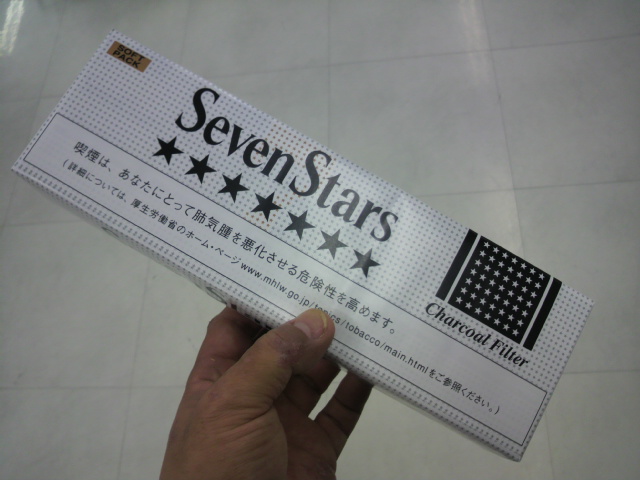 SOFT
PACK
SevenStars
★★★★★★★
喫煙は、あなたにとって肺気腫を悪化させる危険性を高めます。
(詳細については、厚生労働省のホーム・ページwww.mhlw.go.jp/topics/tobacco/main.htmlをご参照ください。)
Charcoal Filter